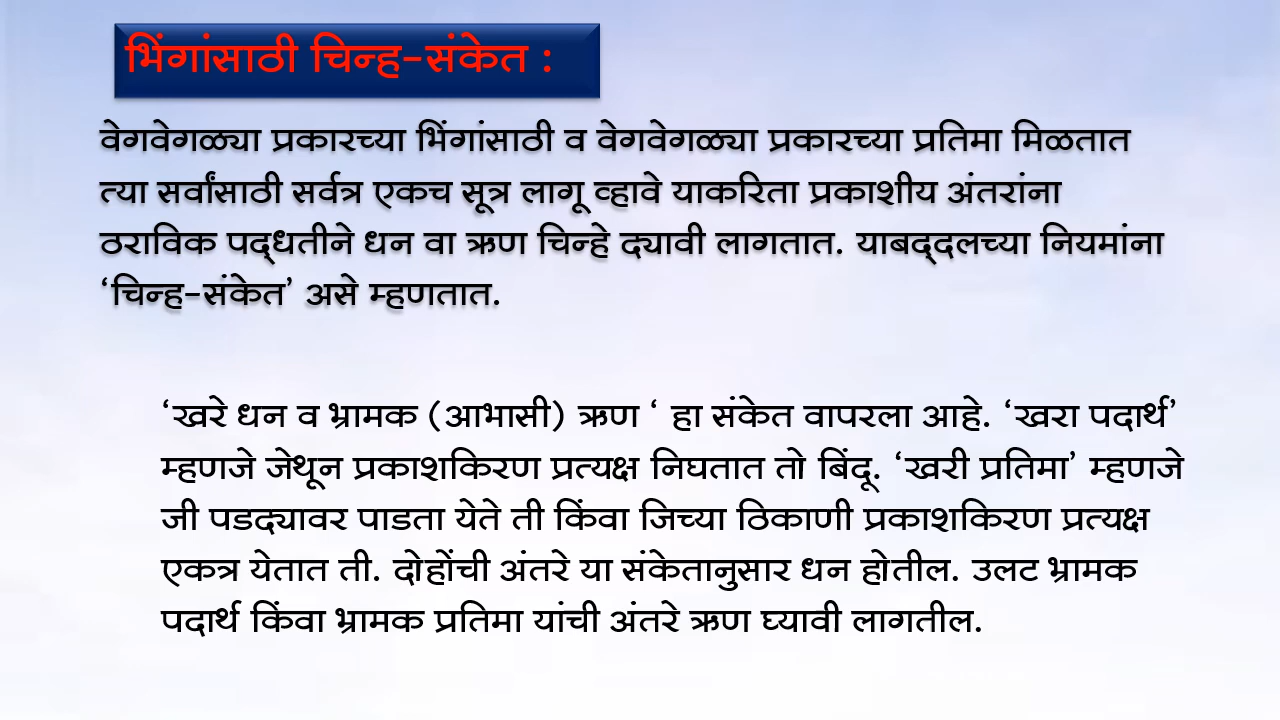 भिंगांसाठी चिन्ह-संकेत :
वेगवेगळ्या प्रकारच्या भिंगांसाठी व वेगवेगळ्या प्रकारच्या प्रतिमा मिळतात
त्या सर्वांसाठी सर्वत्र एकच सूत्र लागू व्हावे याकरिता प्रकाशीय अंतरांना
ठराविक पद्धतीने धन वा ऋण चिन्हे द्यावी लागतात. याबद्दलच्या नियमांना
‘चिन्ह-संकेत’ असे म्हणतात.
‘खरे धन व भ्रामक (आभासी) ऋण ‘ हा संकेत वापरला आहे. ‘खरा पदार्थ’
म्हणजे जेथून प्रकाशकिरण प्रत्यक्ष निघतात तो बिंदू. ‘खरी प्रतिमा’ म्हणजे
जी पडद्यावर पाडता येते ती किंवा जिच्या ठिकाणी प्रकाशकिरण प्रत्यक्ष
एकत्र येतात ती. दोहोंची अंतरे या संकेतानुसार धन होतील. उलट भ्रामक
पदार्थ किंवा भ्रामक प्रतिमा यांची अंतरे ऋण घ्यावी लागतील.